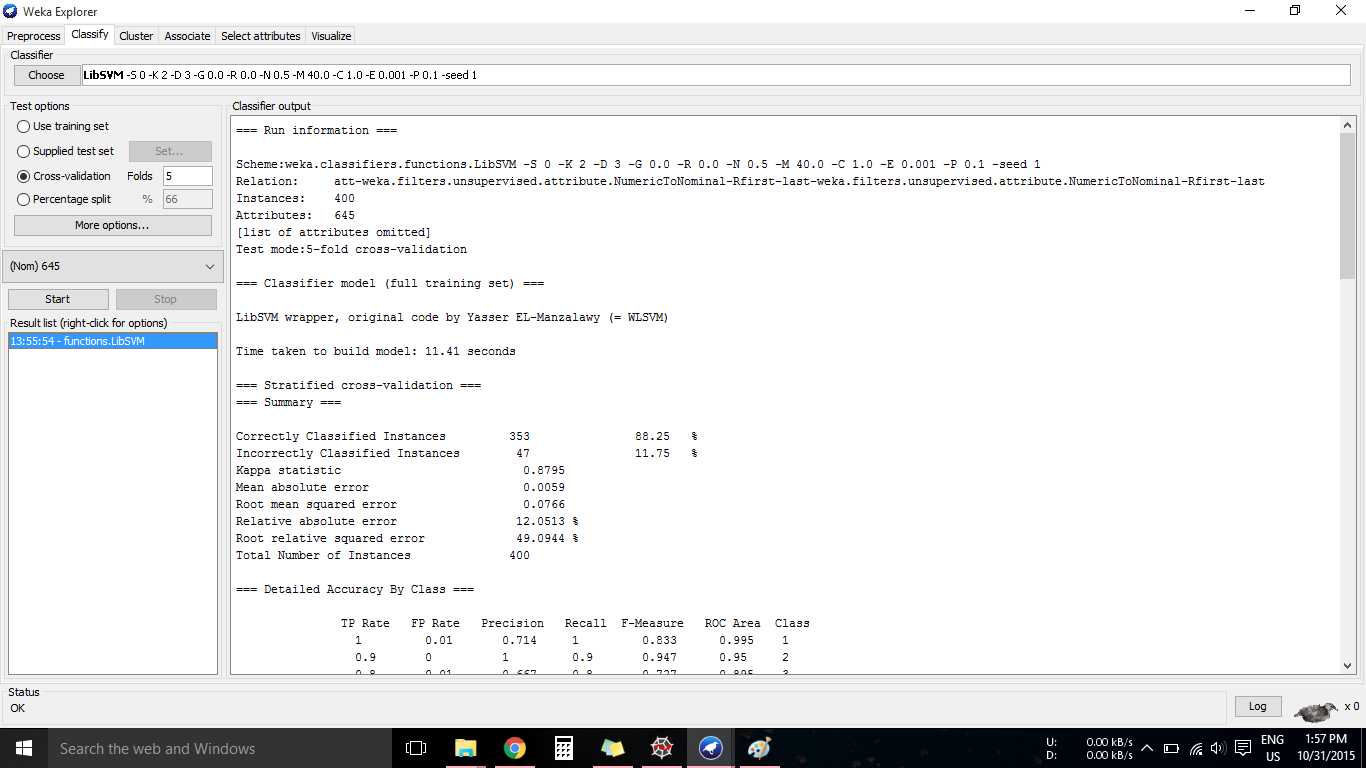 Weka Explorer
Preprocess Classify Cluster Associate Select attributes Visualize
Classifier
Choose LibSVM -S 0 -K 2 -D 3 -G 0.0 -R 0.0 -N 0.5 -M 40.0 -C 1.0 -E 0.001 -P 0.1 -seed 1
Test options
Use training set
Supplied test set Set...
Cross-validation Folds 5
Percentage split % 66
More options...
(Nom) 645
Start Stop
Result list (right-click for options)
13:55:54 - functions.LibSVM
Classifier output
=== Run information ===
Scheme:weka.classifiers.functions.LibSVM -S 0 -K 2 -D 3 -G 0.0 -R 0.0 -N 0.5 -M 40.0 -C 1.0 -E 0.001 -P 0.1 -seed 1
Relation: att-weka.filters.unsupervised.attribute.NumericToNominal-Rfirst-last-weka.filters.unsupervised.attribute.NumericToNominal-Rfirst-last
Instances: 400
Attributes: 645
[list of attributes omitted]
Test mode:5-fold cross-validation
=== Classifier model (full training set) ===
LibSVM wrapper, original code by Yasser EL-Manzalawy (= WLSVM)
Time taken to build model: 11.41 seconds
=== Stratified cross-validation ===
=== Summary ===
Correctly Classified Instances 353 88.25 %
Incorrectly Classified Instances 47 11.75 %
Kappa statistic 0.8795
Mean absolute error 0.0059
Root mean squared error 0.0766
Relative absolute error 12.0513 %
Root relative squared error 49.0944 %
Total Number of Instances 400
=== Detailed Accuracy By Class ===
TP Rate FP Rate Precision Recall F-Measure ROC Area Class
1 0.01 0.714 1 0.833 0.995 1
0.9 0 1 0.9 0.947 0.95 2
0.8 0.01 0.667 0.8 0.727 0.895 3
Status
OK
Log x 0
Search the web and Windows
U: 0.00 kB/s
D: 0.00 kB/s
ENG
US
1:57 PM
10/31/2015